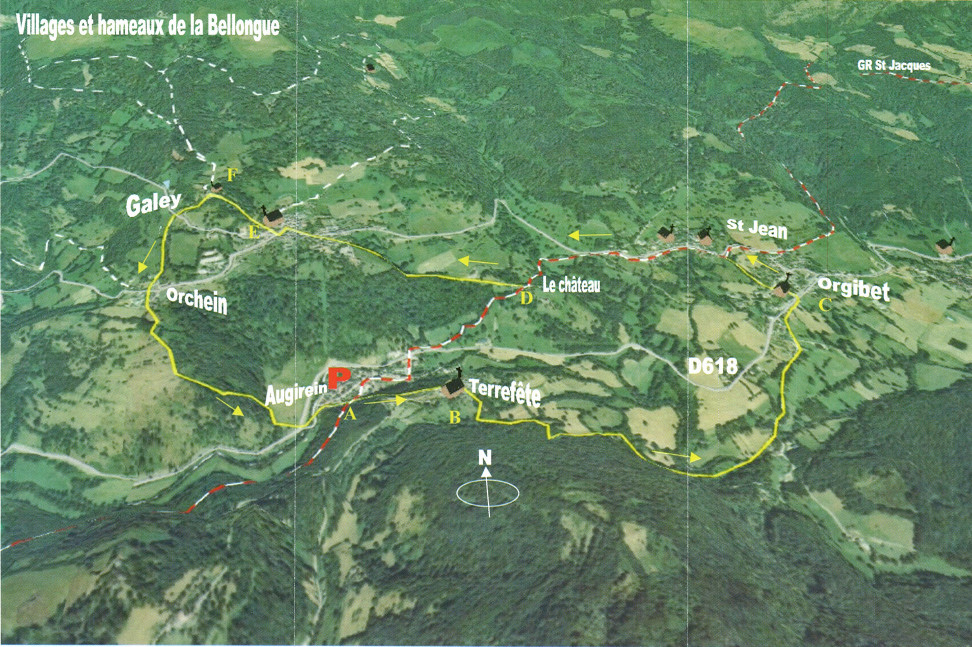 Villages et hameaux de la Bellongue
GR St Jacques
F
Galey
E
St Jean
Orchein
Le château
D
Orgibet
C
D618
P
Augirein
A
Terrefête
B
N